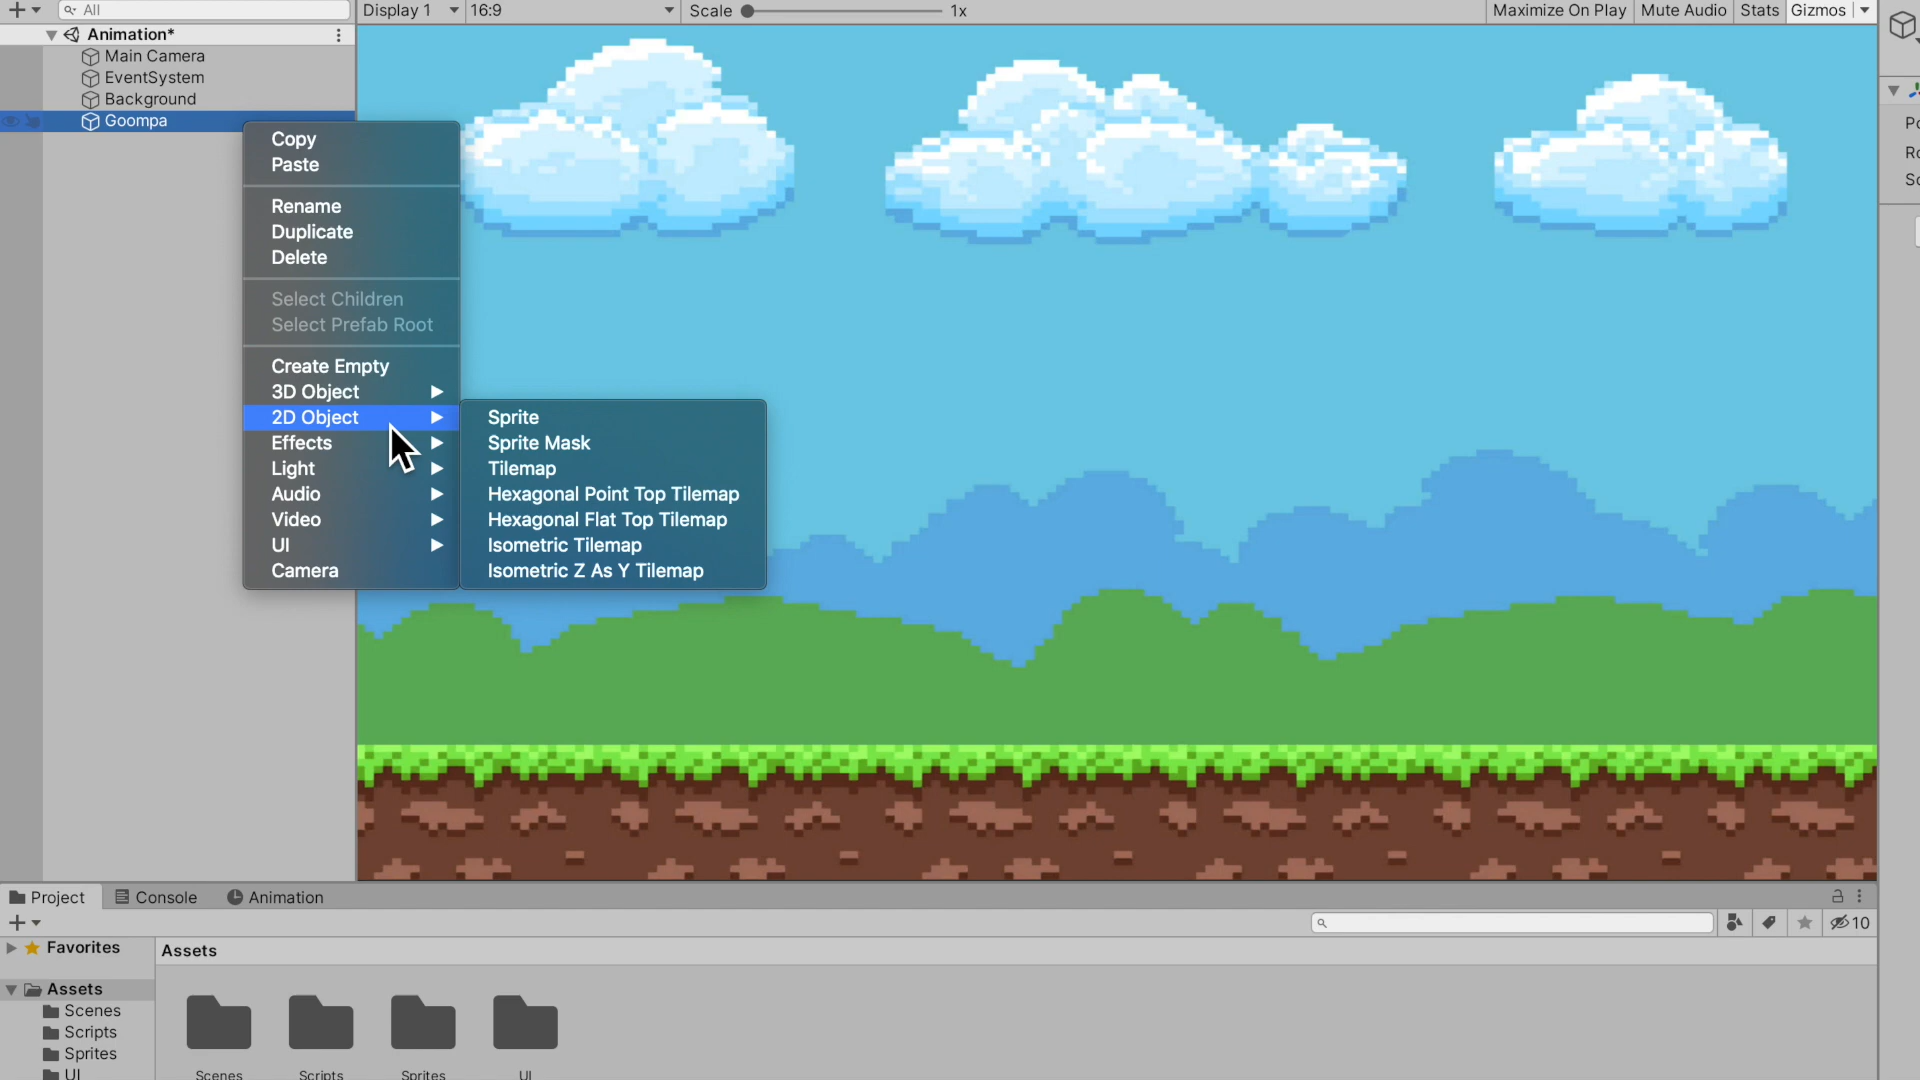 All
Display 1
16:9
Scale
1x
Maximize On Play
Mute Audio
Stats
Gizmos
Animation*
Main Camera
EventSystem
Background
Goompa
Copy
Paste
Rename
Duplicate
Delete
Select Children
Select Prefab Root
Create Empty
3D Object
2D Object
Effects
Light
Audio
Video
UI
Camera
Sprite
Sprite Mask
Tilemap
Hexagonal Point Top Tilemap
Hexagonal Flat Top Tilemap
Isometric Tilemap
Isometric Z As Y Tilemap
Po
Ro
Sc
Project
Console
Animation
10
Favorites
Assets
Scenes
Scripts
Sprites
UI
Assets
Scenes
Scripts
Sprites
UI